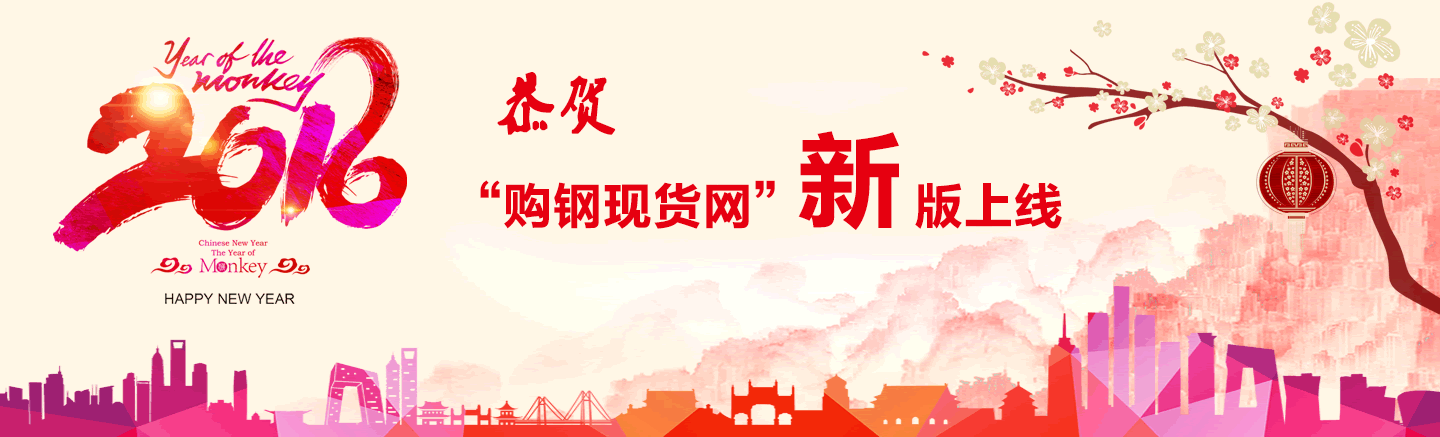 Year of the
monkey
2016
Chinese New Year
The Year of
Monkey
HAPPY NEW YEAR
恭贺
“购钢现货网”新版上线